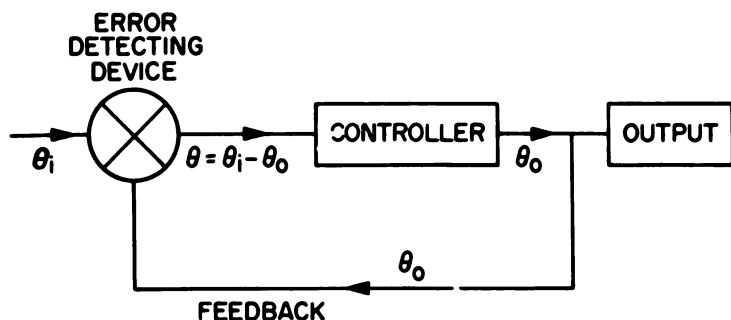 ERROR
DETECTING
DEVICE
θi
θ = θi – θo
CONTROLLER
θo
OUTPUT
θo
FEEDBACK